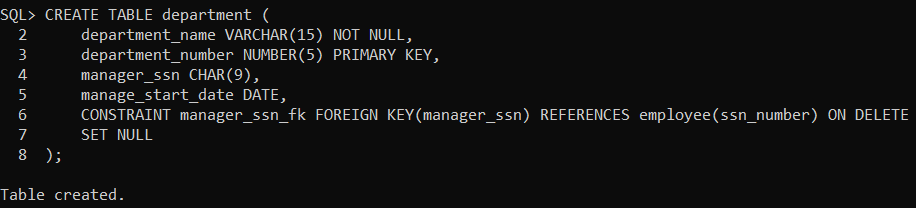 SQL> CREATE TABLE department (
  2      department_name VARCHAR(15) NOT NULL,
  3      department_number NUMBER(5) PRIMARY KEY,
  4      manager_ssn CHAR(9),
  5      manage_start_date DATE,
  6      CONSTRAINT manager_ssn_fk FOREIGN KEY(manager_ssn) REFERENCES employee(ssn_number) ON DELETE
  7      SET NULL
  8  );
Table created.